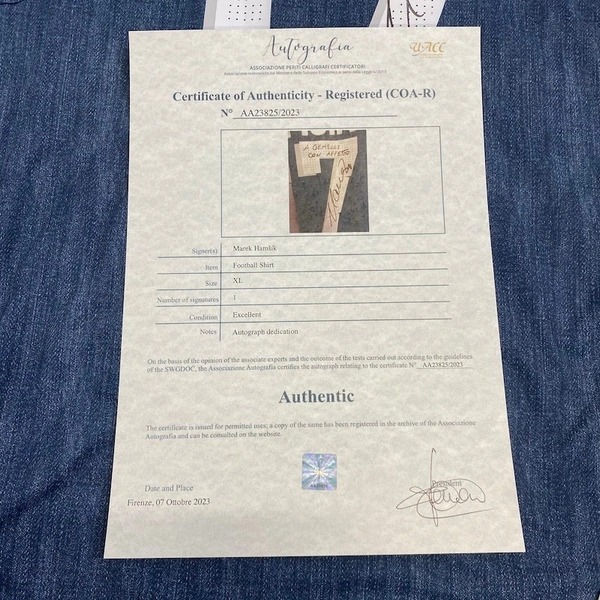 Autografia
UACC
ASSOCIAZIONE PERITI CALLIGRAFI CERTIFICATORI
Certificate of Authenticity - Registered (COA-R)
N° AA23825/2023
A GEMELLI
CON AFFETTO
7
Signer(s) Marek Hamšik
Item Football Shirt
Size XL
Number of signatures 1
Condition Excellent
Notes Autograph dedication
On the basis of the opinion of the associate experts and the outcome of the tests carried out according to the guidelines
of the SWGDOC, the Associazione Autografia certifies the autograph relating to the certificate N° AA23825/2023
Authentic
The certificate is issued for permitted uses; a copy of the same has been registered in the archive of the Associazione
Autografia and can be consulted on the website.
Date and Place
President
Firenze, 07 Ottobre 2023